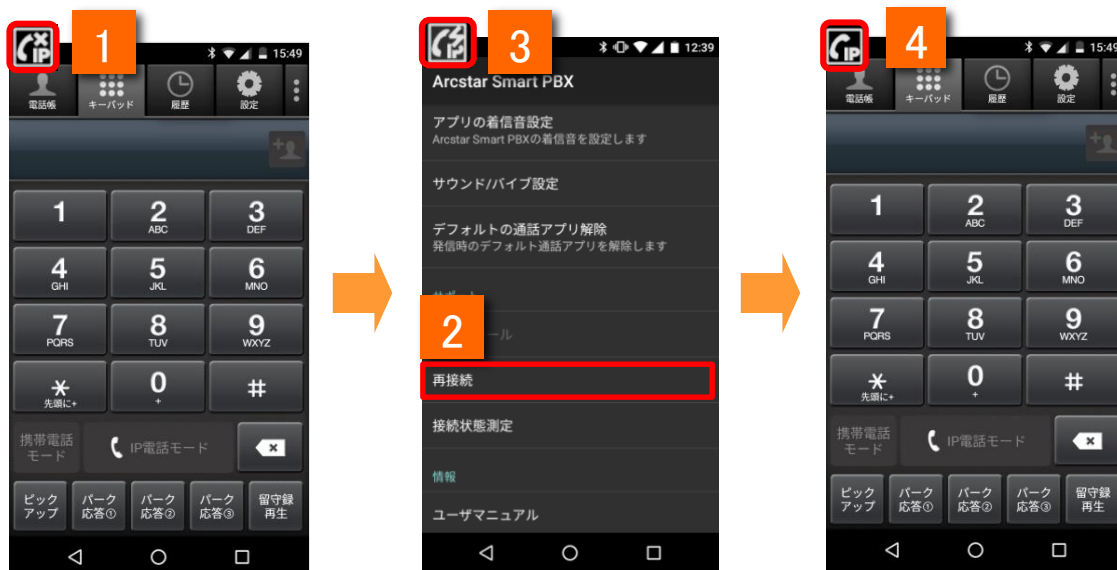 IP
1
15:49
電話帳
キーパッド
履歴
設定
1
2
ABC
3
DEF
4
GHI
5
JKL
6
MNO
7
PQRS
8
TUV
9
WXYZ
*
先頭に+
0
+
#
携帯電話
モード
IP電話モード
ピック
アップ
パーク
応答①
パーク
応答②
パーク
応答③
留守録
再生
IP
3
12:39
Arcstar Smart PBX
アプリの着信音設定
Arcstar Smart PBXの着信音を設定します
サウンド/バイブ設定
デフォルトの通話アプリ解除
発信時のデフォルト通話アプリを解除します
サポート
2
ール
再接続
接続状態測定
情報
ユーザマニュアル
IP
4
15:49
電話帳
キーパッド
履歴
設定
1
2
ABC
3
DEF
4
GHI
5
JKL
6
MNO
7
PQRS
8
TUV
9
WXYZ
*
先頭に+
0
+
#
携帯電話
モード
IP電話モード
ピック
アップ
パーク
応答①
パーク
応答②
パーク
応答③
留守録
再生